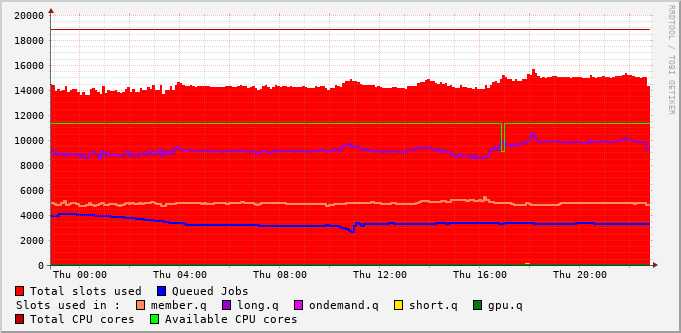 RRDTOOL / TOBI OETIKER
20000
18000
16000
14000
12000
10000
8000
6000
4000
2000
0
Thu 00:00 Thu 04:00 Thu 08:00 Thu 12:00 Thu 16:00 Thu 20:00
Total slots used Queued Jobs
Slots used in : member.q long.q ondemand.q short.q gpu.q
Total CPU cores Available CPU cores